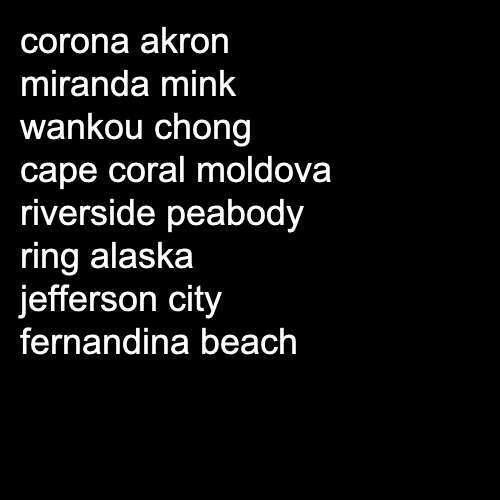 corona akron
miranda mink
wankou chong
cape coral moldova
riverside peabody
ring alaska
jefferson city
fernandina beach